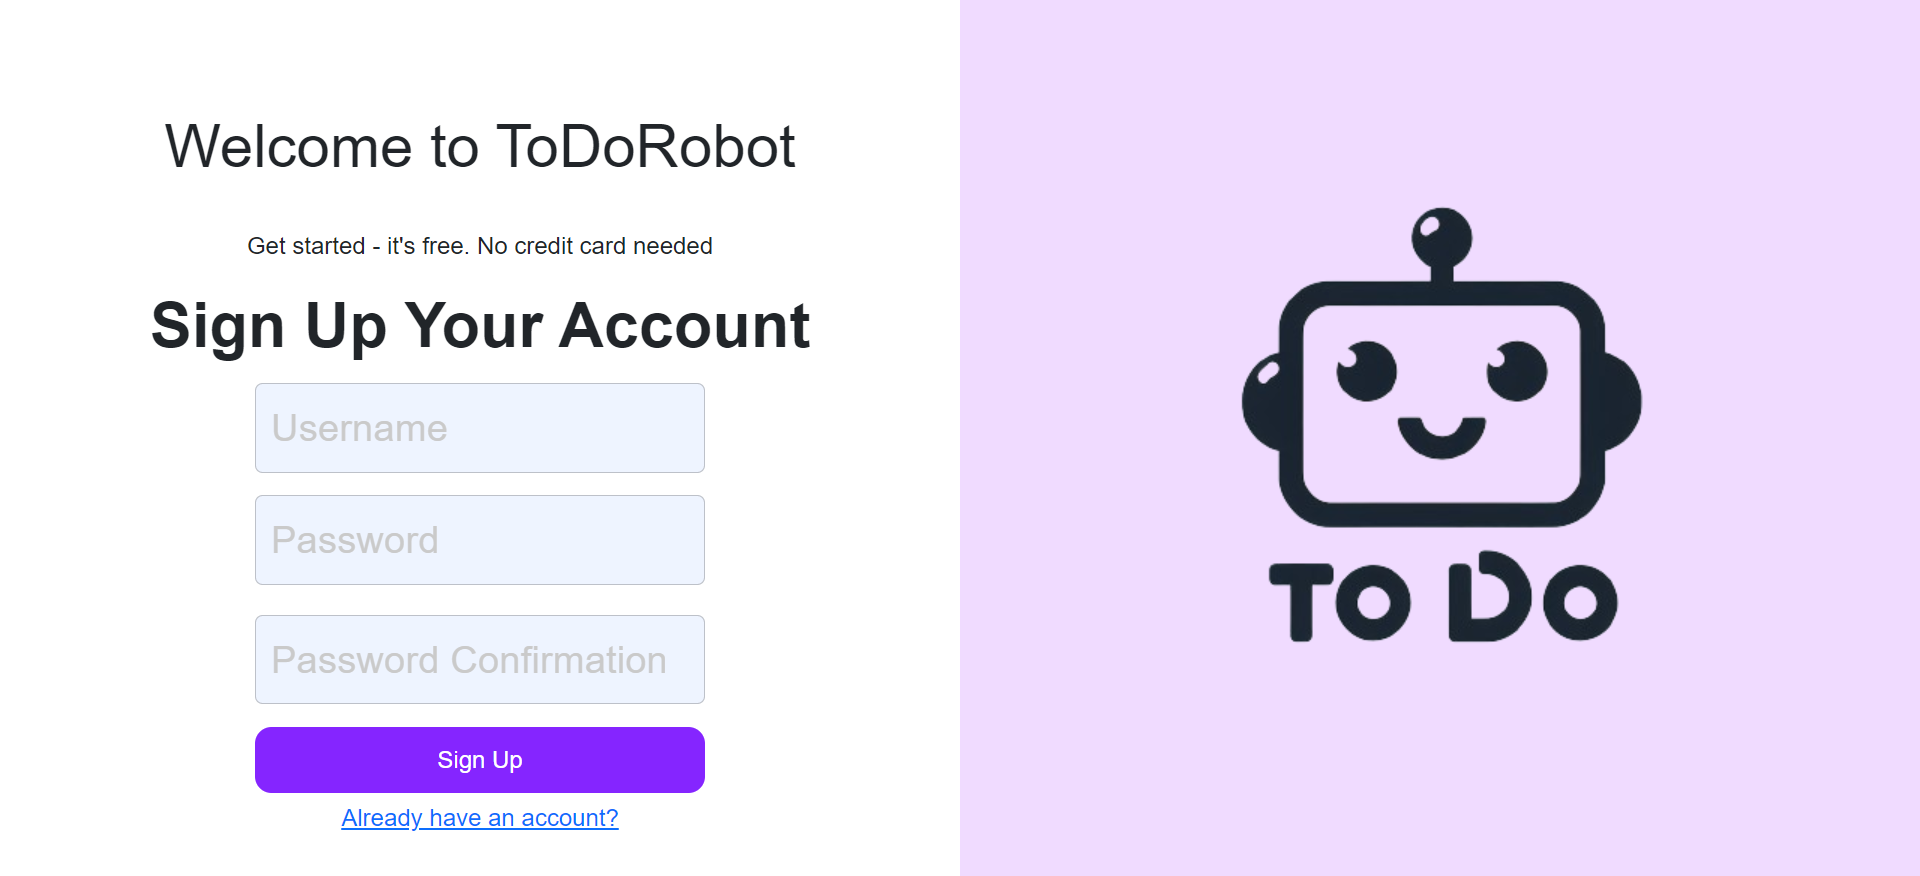 Welcome to ToDoRobot
Get started - it's free. No credit card needed
Sign Up Your Account
Username
Password
Password Confirmation
Sign Up
Already have an account?
TO DO